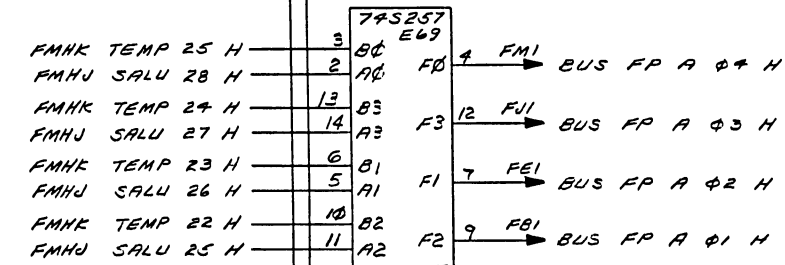 74S257
E69
FMHK TEMP 25 H 3 BØ
FMHJ SALU 28 H 2 AØ FØ 4 FM1 BUS FP A Ø4 H
FMHK TEMP 24 H 13 B3
FMHJ SALU 27 H 14 A3 F3 12 FJ1 BUS FP A Ø3 H
FMHK TEMP 23 H 6 B1
FMHJ SALU 26 H 5 A1 F1 7 FE1 BUS FP A Ø2 H
FMHK TEMP 22 H 1Ø B2
FMHJ SALU 25 H 11 A2 F2 9 FB1 BUS FP A Ø1 H